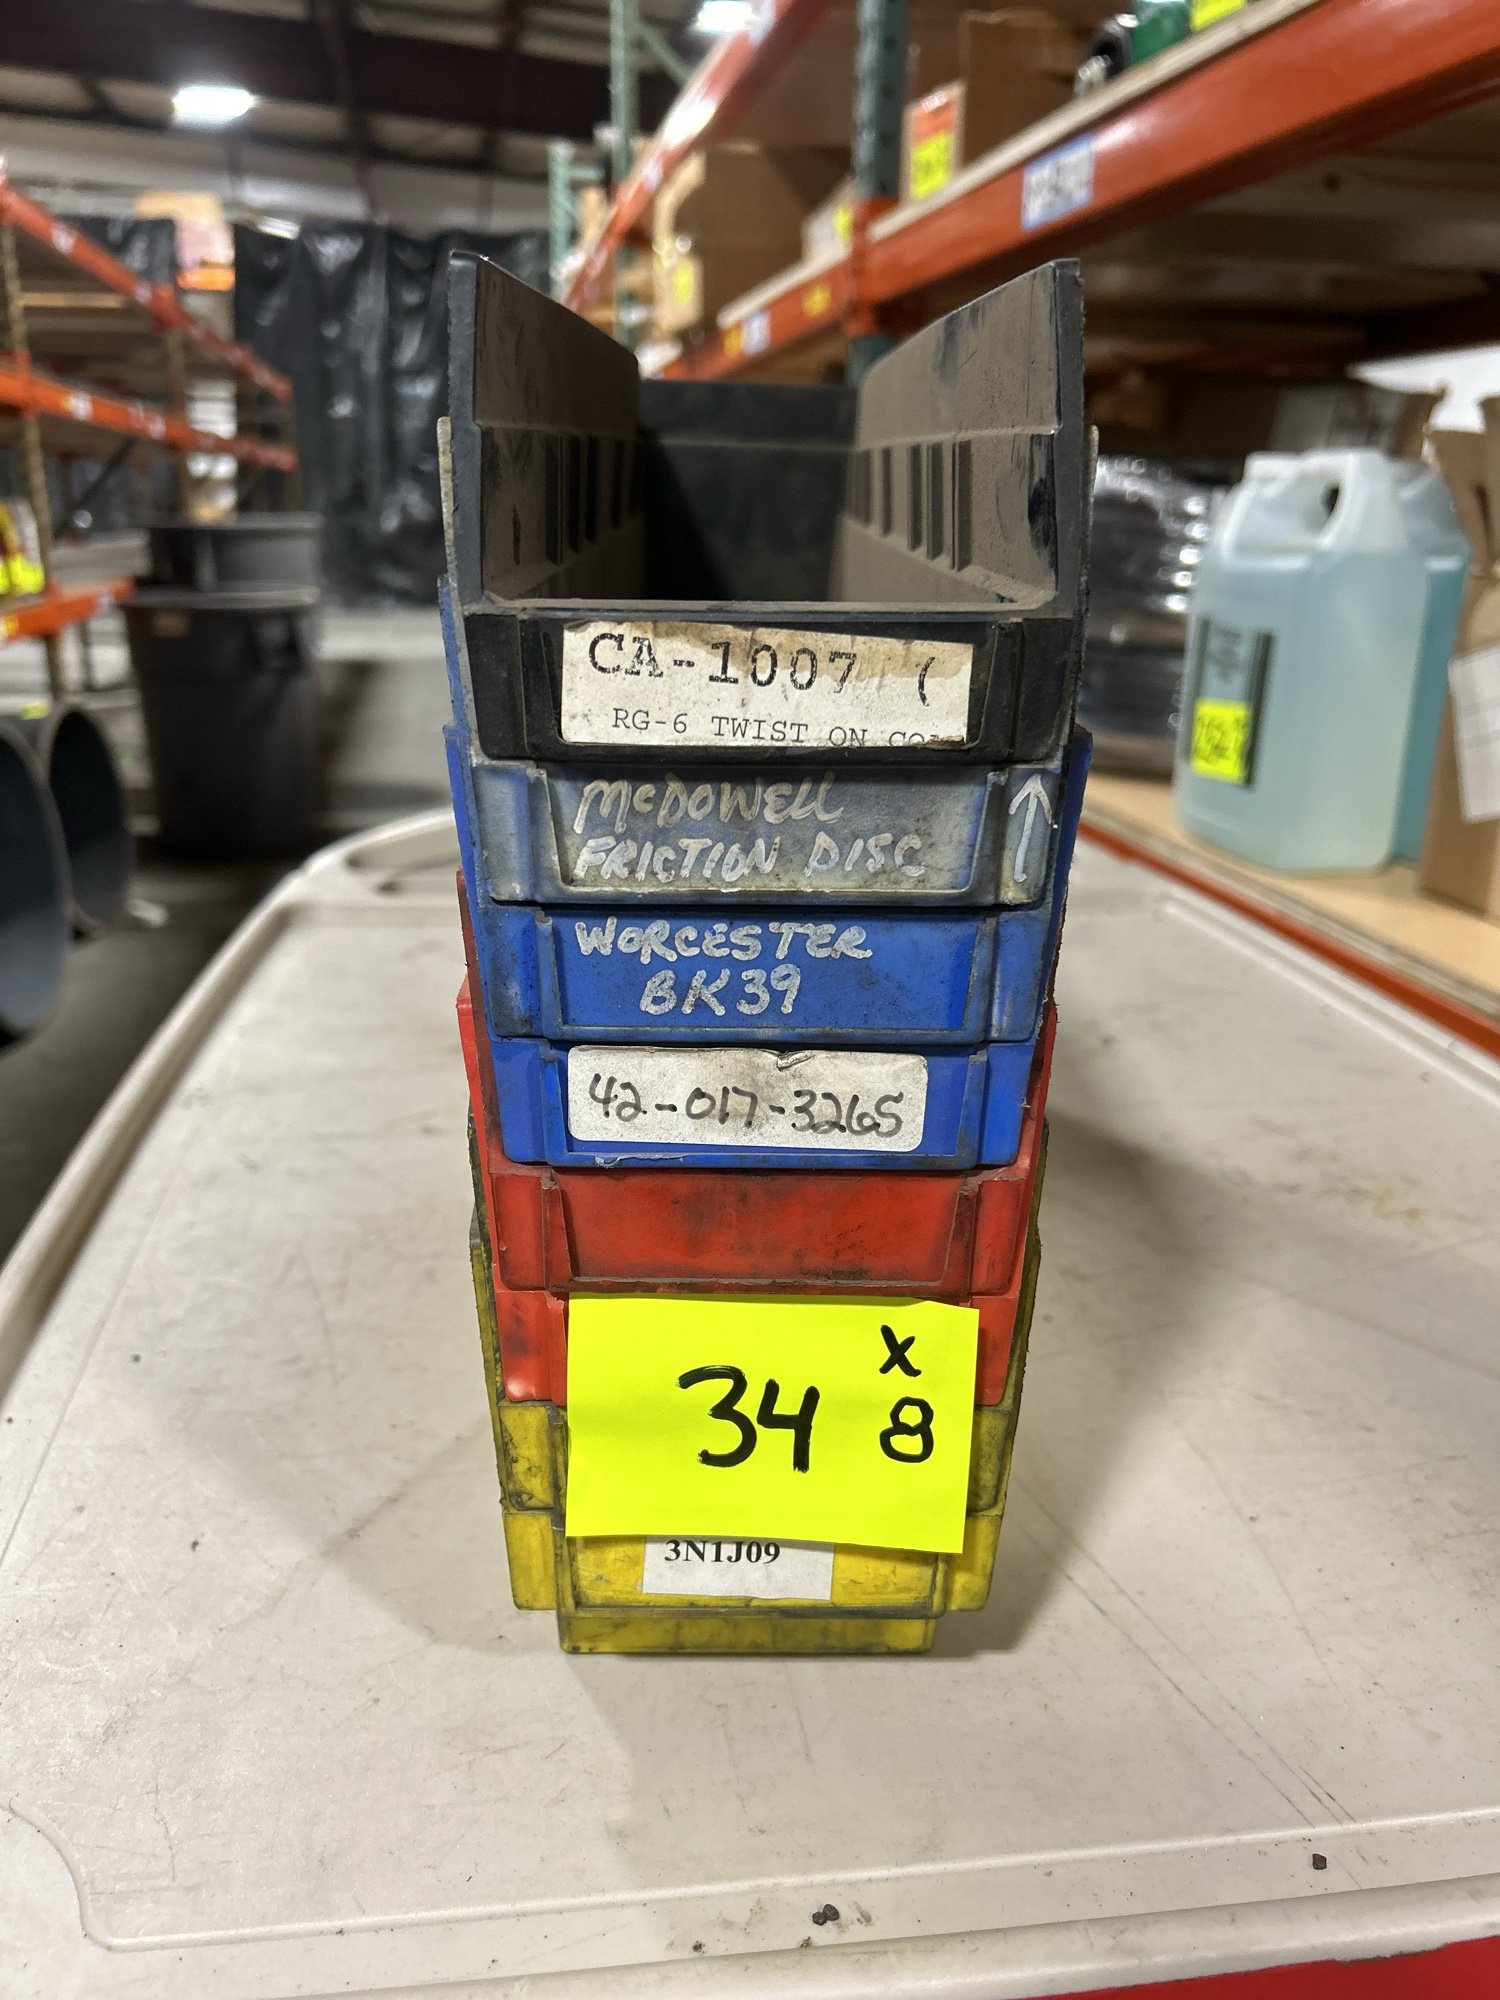 CA-1007 (
RG-6 TWIST ON
McDOWELL
FRICTION DISC
WORCESTER
BK39
42-017-3265
x
34 8
3N1J09